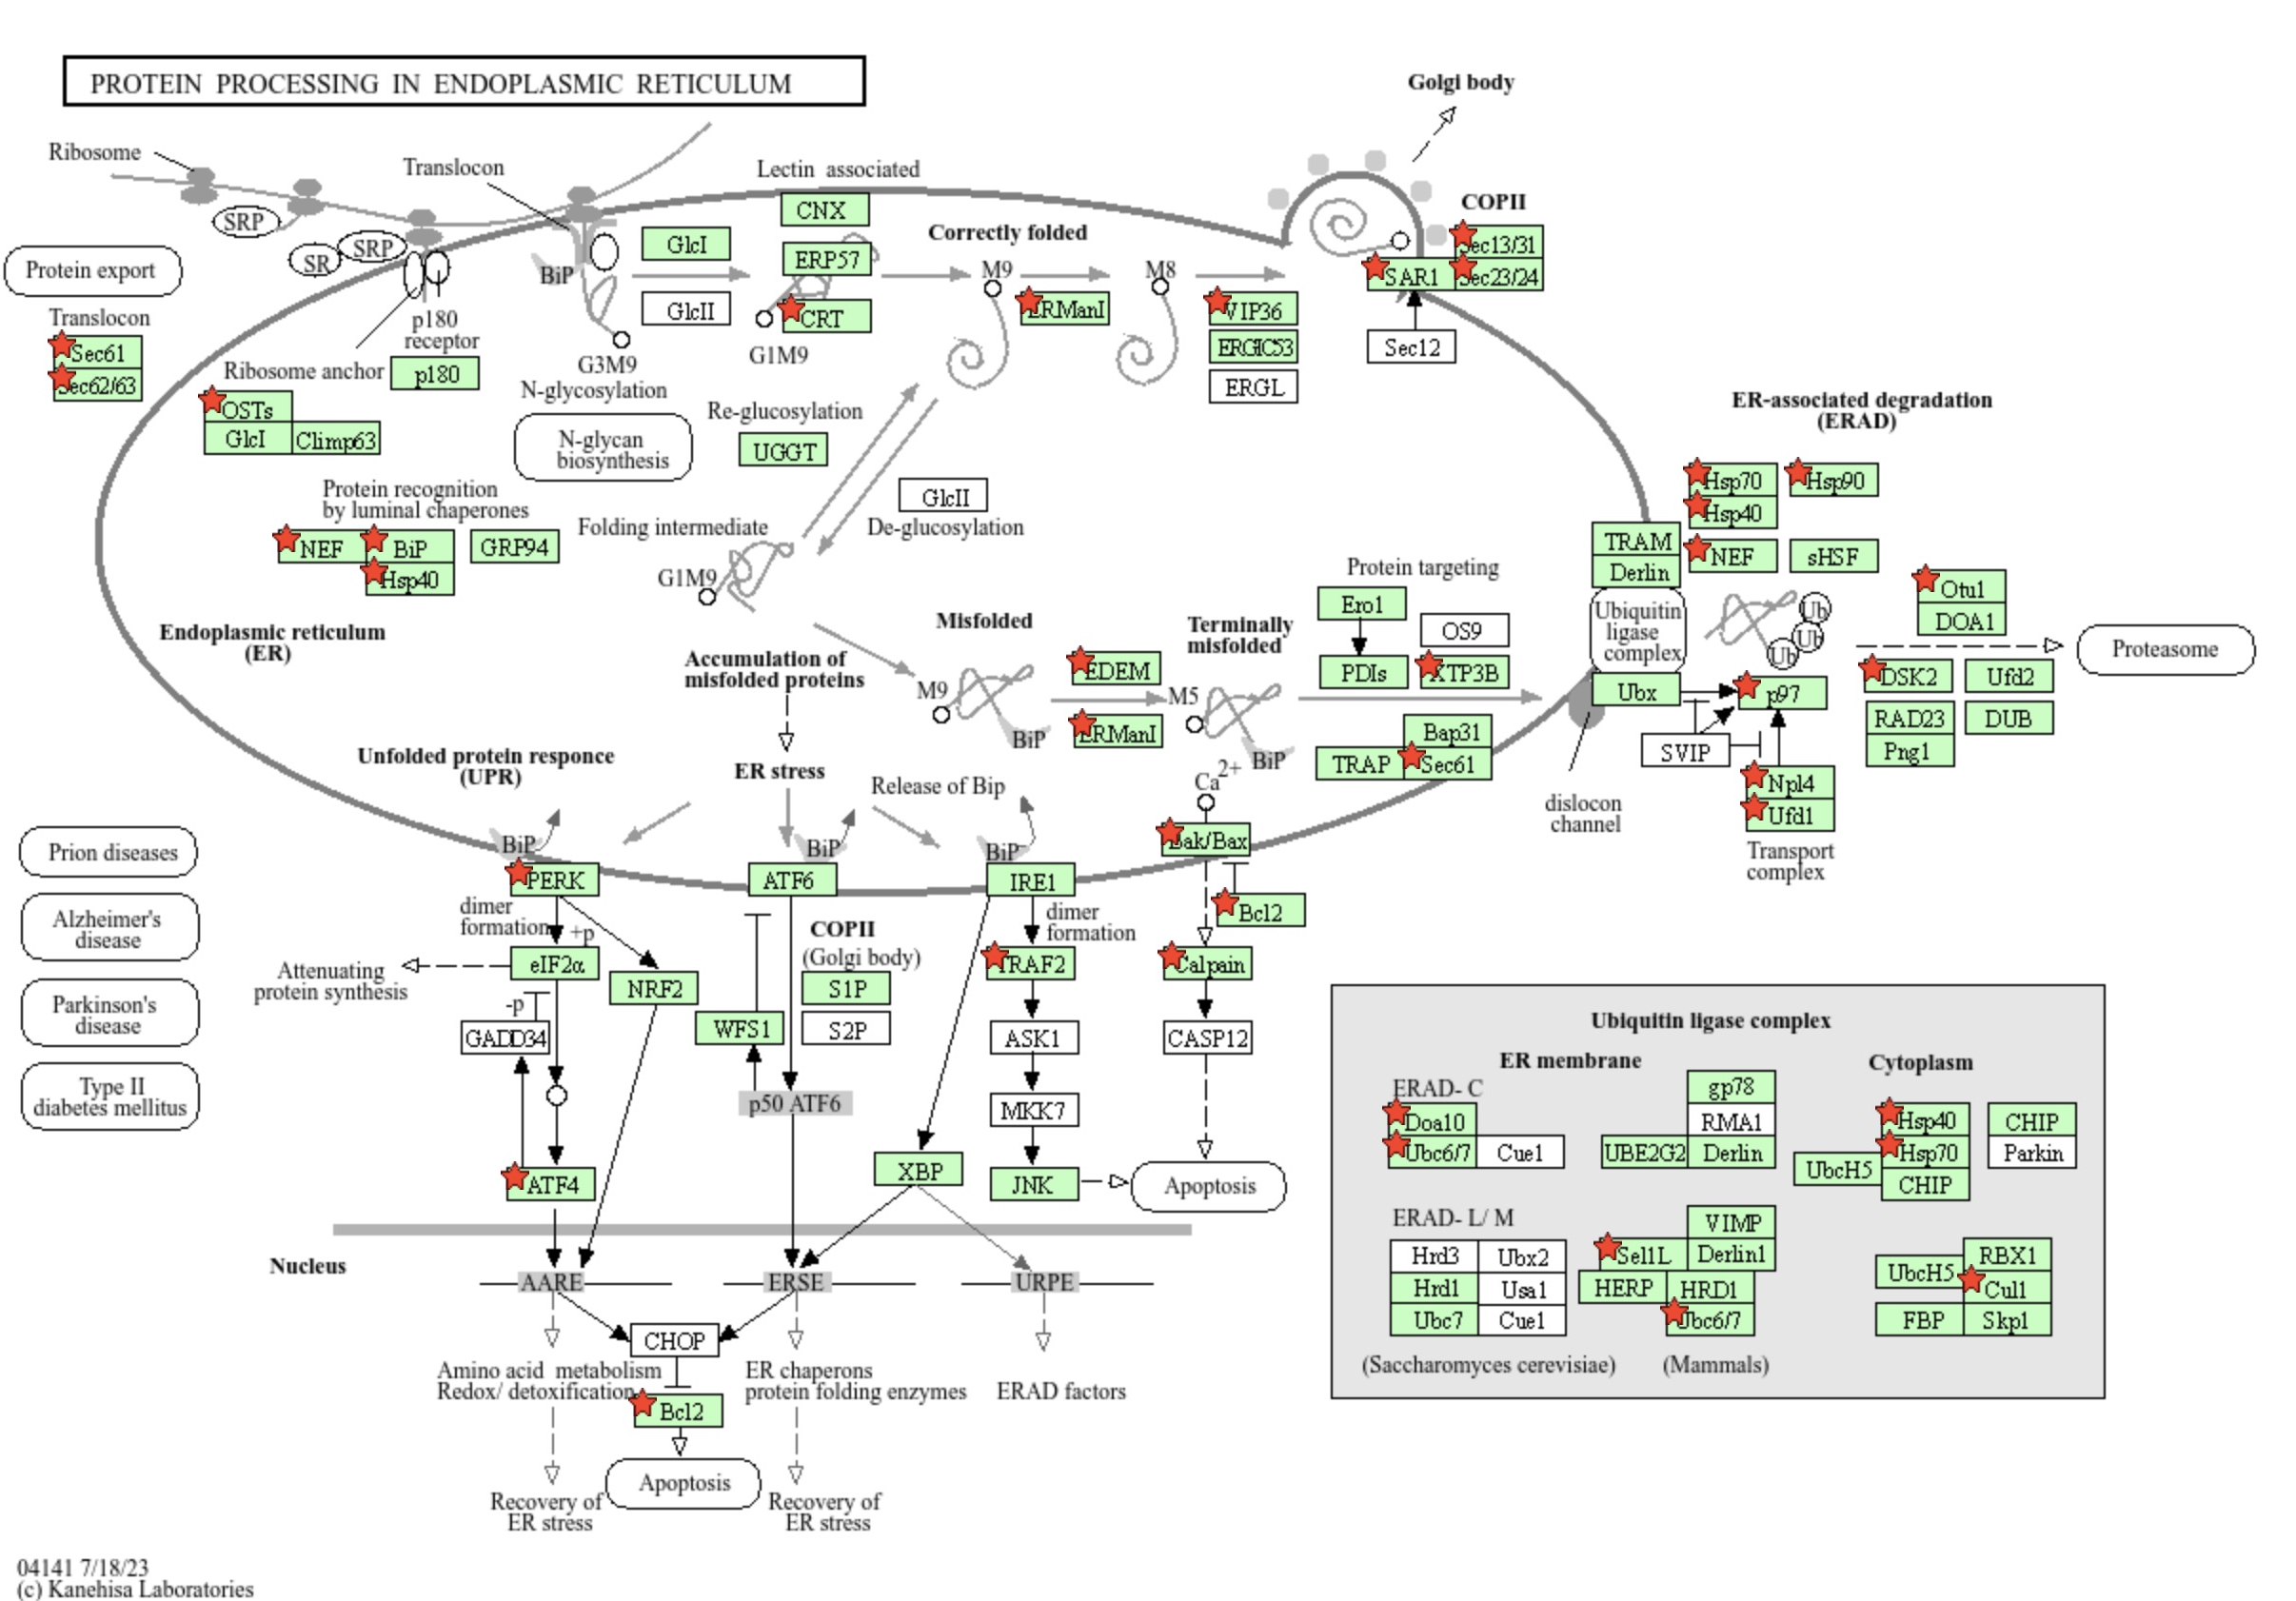 PROTEIN PROCESSING IN ENDOPLASMIC RETICULUM
Golgi body
Ribosome
Translocon
Lectin associated
SRP
SR
SRP
COPII
CNX
GlcI
ERP57
Correctly folded
Sec13/31
SAR1
Sec23/24
Protein export
BiP
M9
M8
GlcII
CRT
ERManI
VIP36
Translocon
p180
receptor
Sec61
Sec62/63
Ribosome anchor
p180
G3M9
G1M9
ERGIC53
Sec12
ERGL
N-glycosylation
OSTs
GlcI
Climp63
Re-glucosylation
N-glycan
biosynthesis
UGGT
ER-associated degradation
(ERAD)
Protein recognition
by luminal chaperones
GlcII
Hsp70
Hsp90
Hsp40
Folding intermediate
De-glucosylation
NEF
BiP
GRP94
Hsp40
G1M9
TRAM
Derlin
NEF
sHSF
Protein targeting
Ero1
OS9
Otu1
DOA1
Ubiquitin
ligase
complex
Ub
Ub
Ub
Endoplasmic reticulum
(ER)
Misfolded
Terminally
misfolded
Accumulation of
misfolded proteins
M9
EDEM
M5
PDIs
XTP3B
Ubx
p97
Proteasome
DSK2
Ufd2
RAD23
DUB
Png1
ERManI
BiP
BiP
Bap31
TRAP
Sec61
SVIP
Npl4
Ufd1
Transport
complex
dislocon
channel
Unfolded protein responce
(UPR)
ER stress
Release of Bip
Ca2+
BiP
BiP
BiP
Bak/Bax
PERK
ATF6
IRE1
Bcl2
Prion diseases
Alzheimer's
disease
Parkinson's
disease
Type II
diabetes mellitus
dimer
formation
+p
COPII
(Golgi body)
dimer
formation
Attenuating
protein synthesis
eIF2α
NRF2
S1P
TRAF2
Calpain
-p
GADD34
WFS1
S2P
ASK1
CASP12
p50 ATF6
MKK7
ATF4
XBP
JNK
Apoptosis
Nucleus
AARE
ERSE
URPE
CHOP
Amino acid metabolism
Redox/ detoxification
ER chaperons
protein folding enzymes
ERAD factors
Bcl2
Apoptosis
Recovery of
ER stress
Recovery of
ER stress
Ubiquitin ligase complex
ER membrane
Cytoplasm
ERAD- C
Doa10
Ubc6/7
Cue1
gp78
RMA1
UBE2G2
Derlin
Hsp40
Hsp70
UbcH5
CHIP
CHIP
Parkin
ERAD- L/ M
Hrd3
Ubx2
Hrd1
Usa1
Ubc7
Cue1
VIMP
Sel1L
Derlin1
HERP
HRD1
Ubc6/7
UbcH5
RBX1
Cul1
FBP
Skp1
(Saccharomyces cerevisiae)
(Mammals)
04141 7/18/23
(c) Kanehisa Laboratories